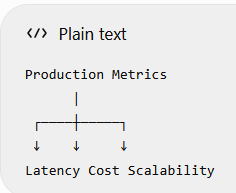 </> Plain text
Production Metrics
│
┌────┼─────┐
↓ ↓ ↓
Latency Cost Scalability